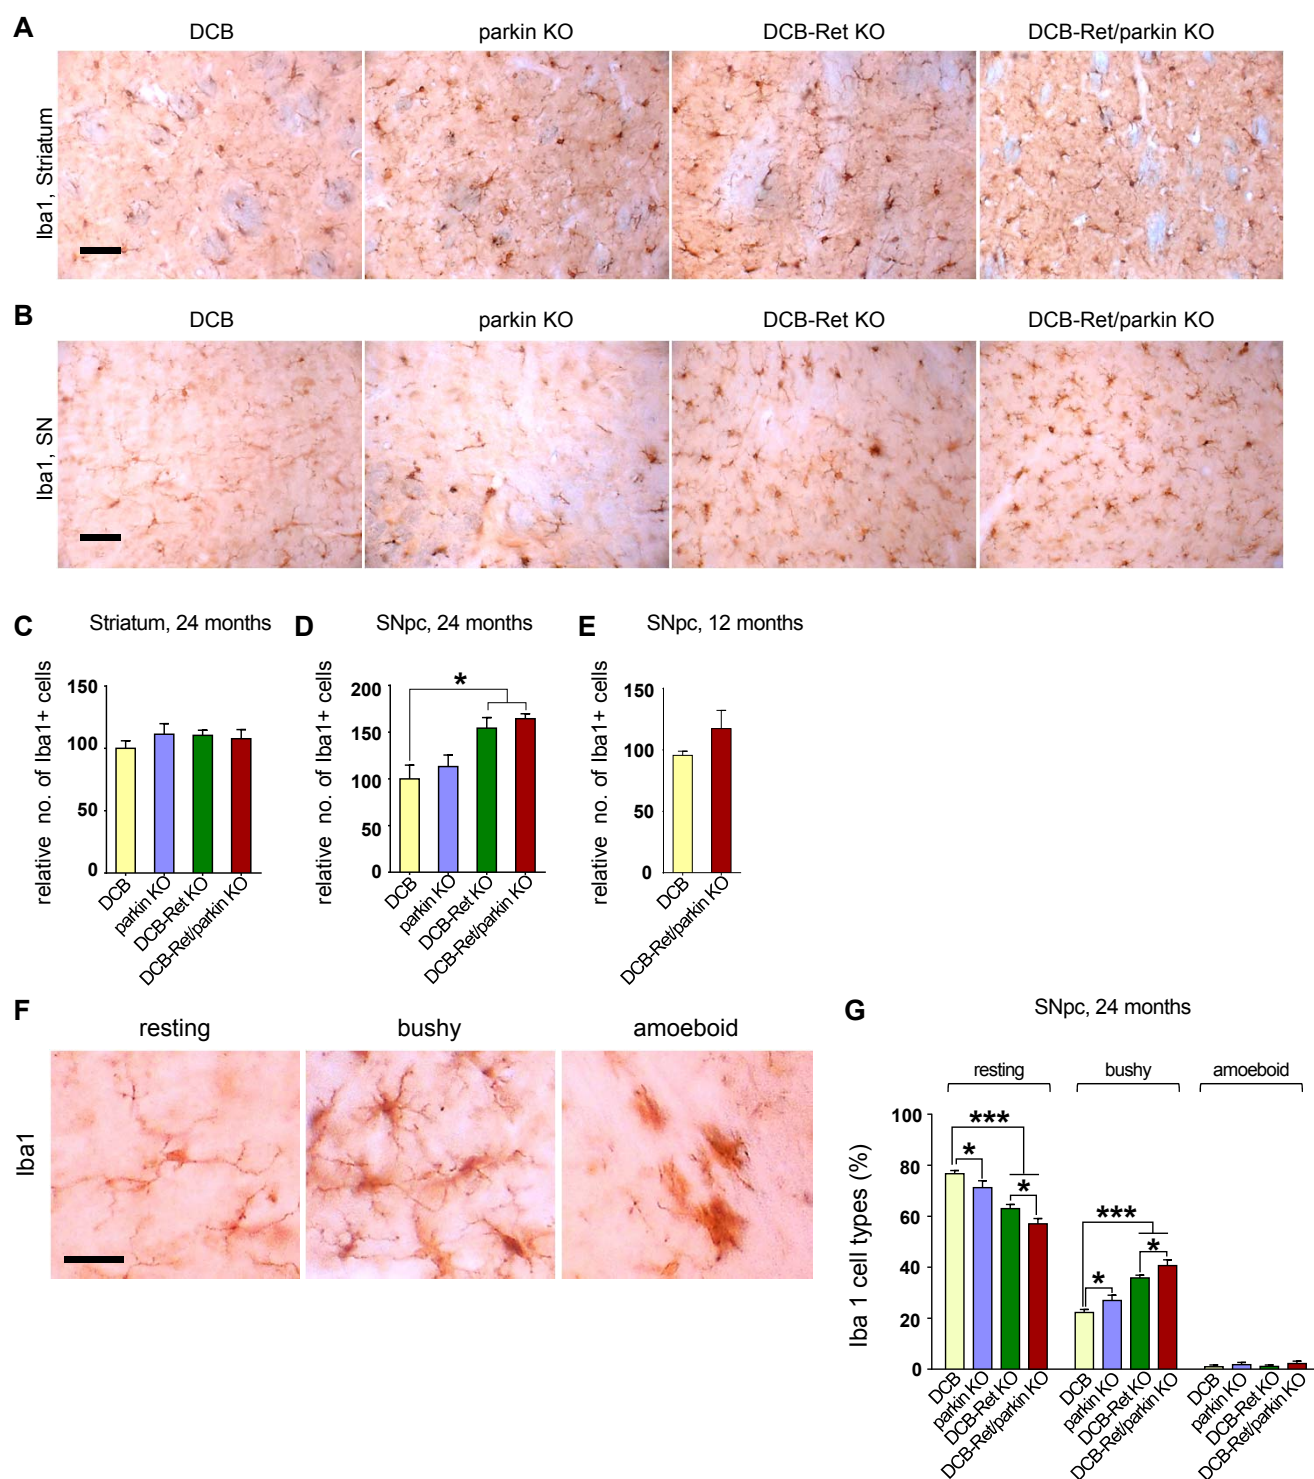 A
DCB parkin KO DCB-Ret KO DCB-Ret/parkin KO
Iba1, Striatum
B
DCB parkin KO DCB-Ret KO DCB-Ret/parkin KO
Iba1, SN
C Striatum, 24 months
relative no. of Iba1+ cells
150
100
50
0
DCB
parkin KO
DCB-Ret KO
DCB-Ret/parkin KO
D SNpc, 24 months
relative no. of Iba1+ cells
200
150
100
50
0
*
DCB
parkin KO
DCB-Ret KO
DCB-Ret/parkin KO
E SNpc, 12 months
relative no. of Iba1+ cells
150
100
50
0
DCB
DCB-Ret/parkin KO
F
resting bushy amoeboid
Iba1
G SNpc, 24 months
resting bushy amoeboid
Iba 1 cell types (%)
100
80
60
40
20
0
***
*
*
***
*
*
DCB
parkin KO
DCB-Ret KO
DCB-Ret/parkin KO
DCB
parkin KO
DCB-Ret KO
DCB-Ret/parkin KO
DCB
parkin KO
DCB-Ret KO
DCB-Ret/parkin KO